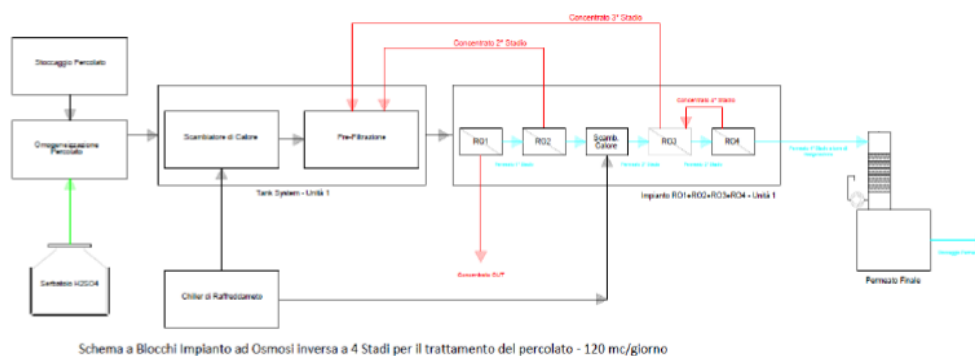 Concentrato 3° Stadio
Concentrato 2° Stadio
Stoccaggio Percolato
Concentrato 4° Stadio
Omogeneizzazione
Percolato
Scambiatore di Calore
Pre-Filtrazione
RO1
RO2
Scamb.
Calore
RO3
RO4
Permeato 1° Stadio
Tank System - Unità 1
Impianto RO1+RO2+RO3+RO4 - Unità 1
Concentrato OUT
Serbatoio H2SO4
Chiller di Raffreddamento
Permeato Finale
Schema a Blocchi Impianto ad Osmosi inversa a 4 Stadi per il trattamento del percolato - 120 mc/giorno